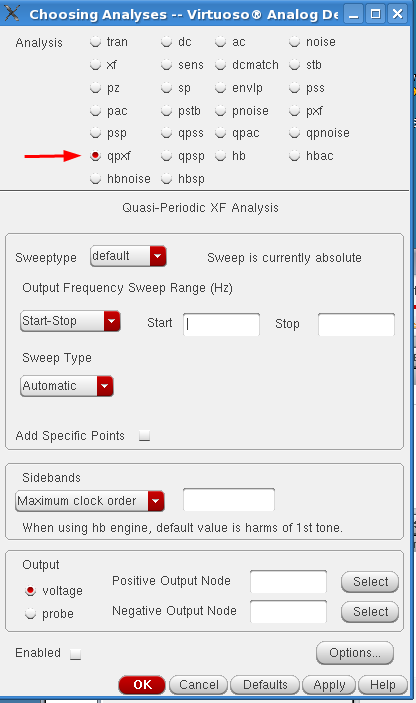 Choosing Analyses -- Virtuoso® Analog De
Analysis tran dc ac noise
xf sens dcmatch stb
pz sp envlp pss
pac pstb pnoise pxf
psp qpss qpac qpnoise
qpxf qpsp hb hbac
hbnoise hbsp
Quasi-Periodic XF Analysis
Sweeptype default Sweep is currently absolute
Output Frequency Sweep Range (Hz)
Start-Stop Start Stop
Sweep Type
Automatic
Add Specific Points
Sidebands
Maximum clock order
When using hb engine, default value is harms of 1st tone.
Output
voltage Positive Output Node Select
probe Negative Output Node Select
Enabled Options...
OK Cancel Defaults Apply Help